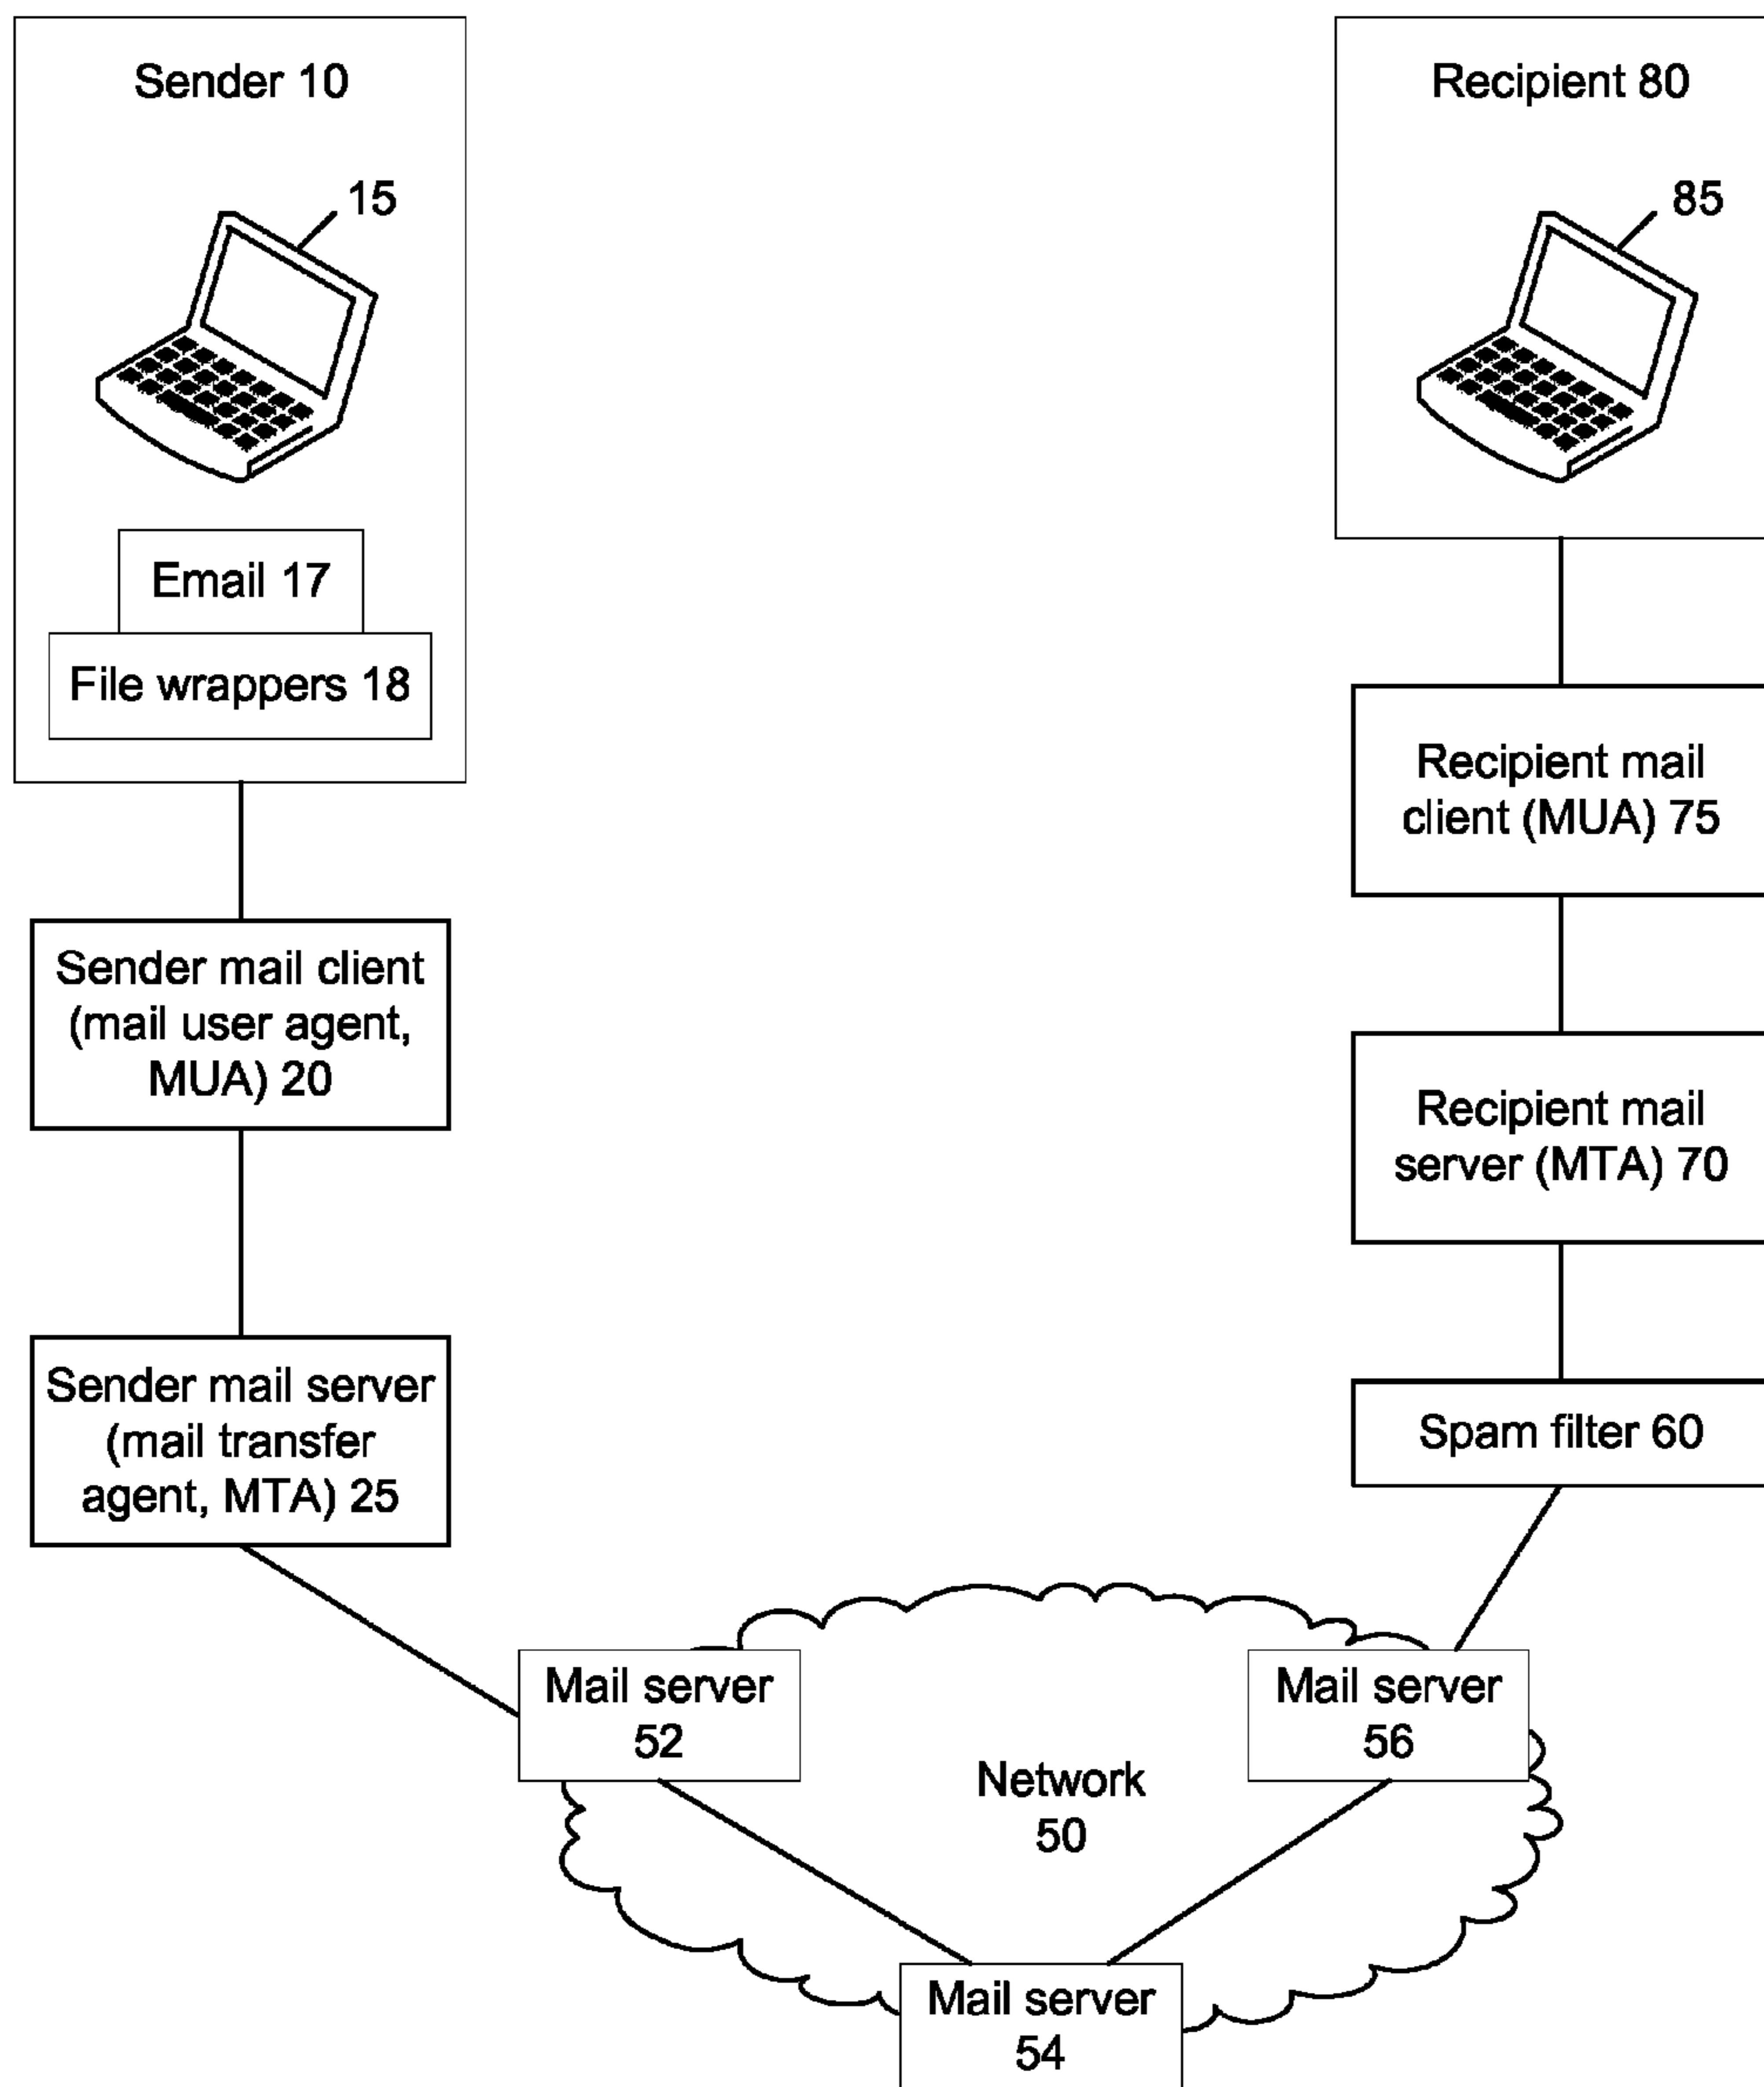 Sender 10
15
Email 17
File wrappers 18
Sender mail client
(mail user agent,
MUA) 20
Sender mail server
(mail transfer
agent, MTA) 25
Recipient 80
85
Recipient mail
client (MUA) 75
Recipient mail
server (MTA) 70
Spam filter 60
Mail server
52
Network
50
Mail server
56
Mail server
54